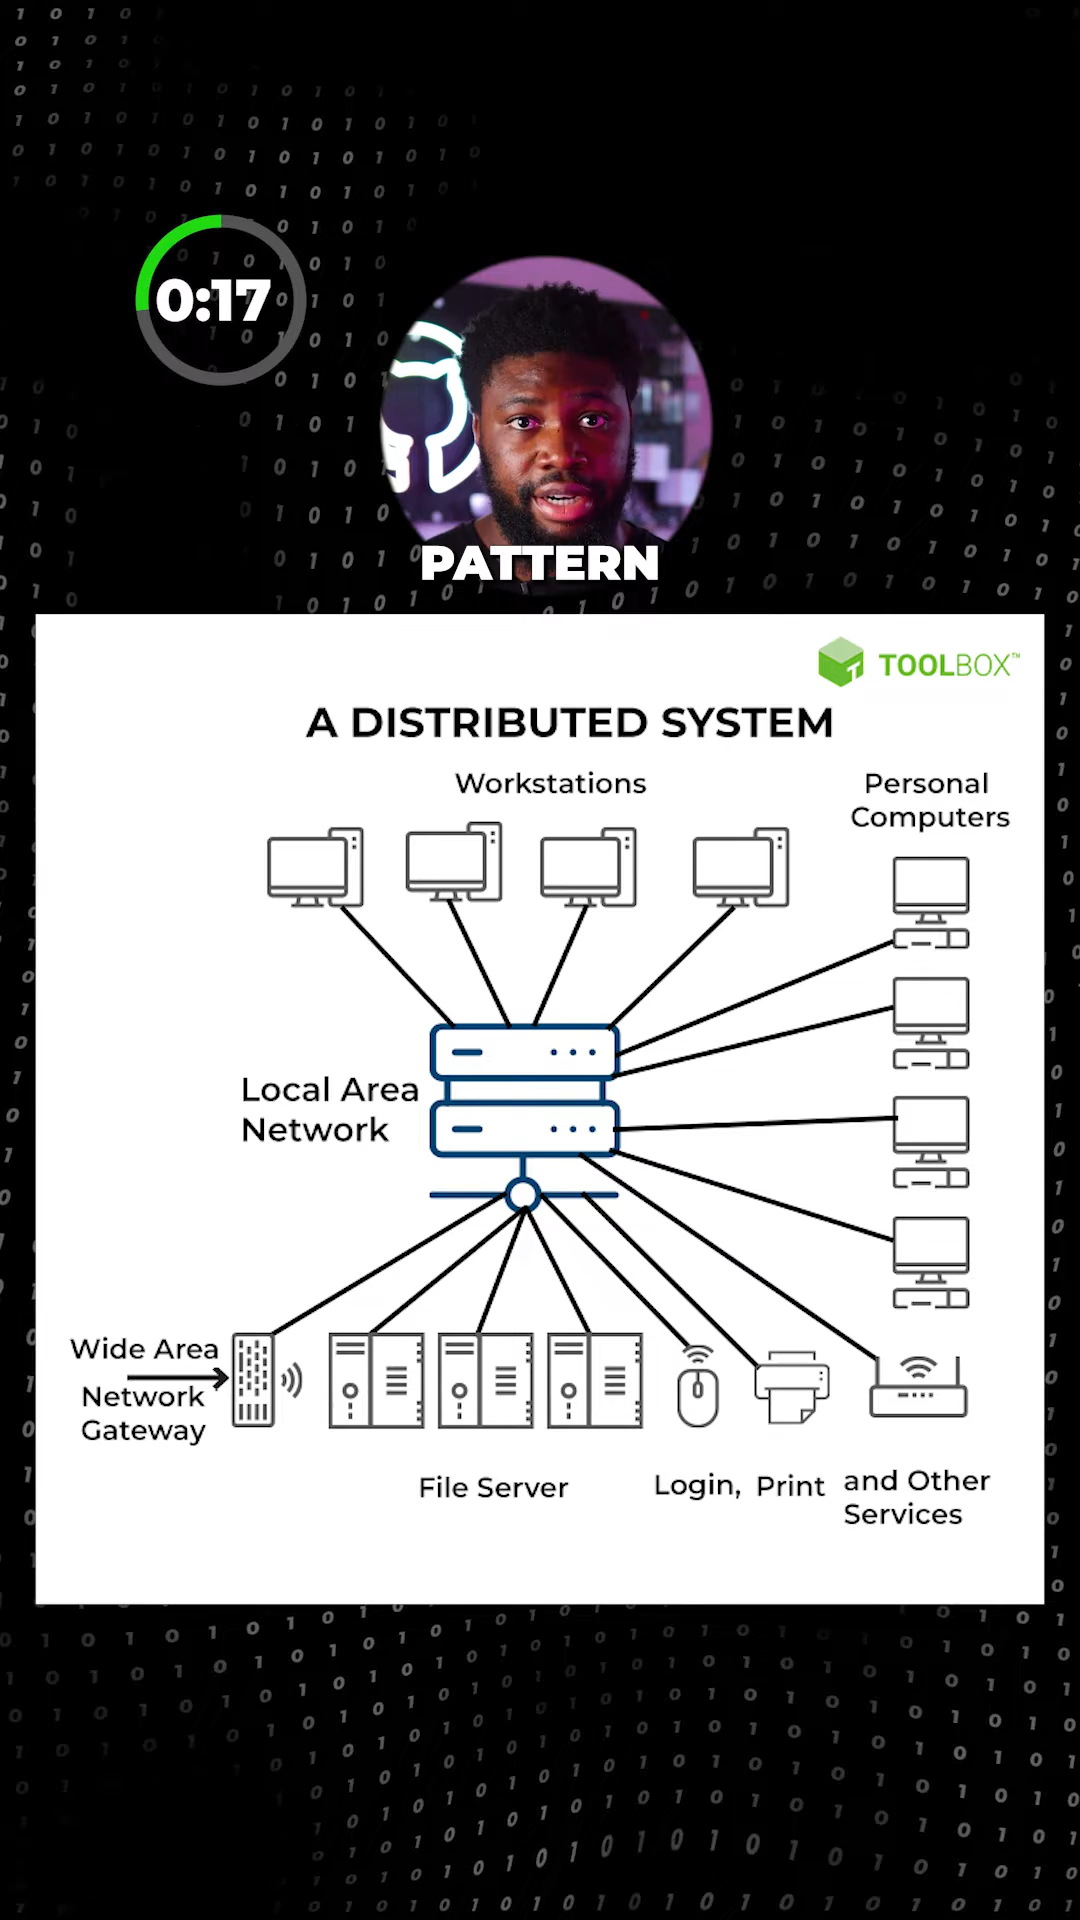 0:17
PATTERN
TOOLBOX™
A DISTRIBUTED SYSTEM
Workstations
Personal
Computers
Local Area
Network
Wide Area
Network
Gateway
File Server
Login, Print and Other
Services